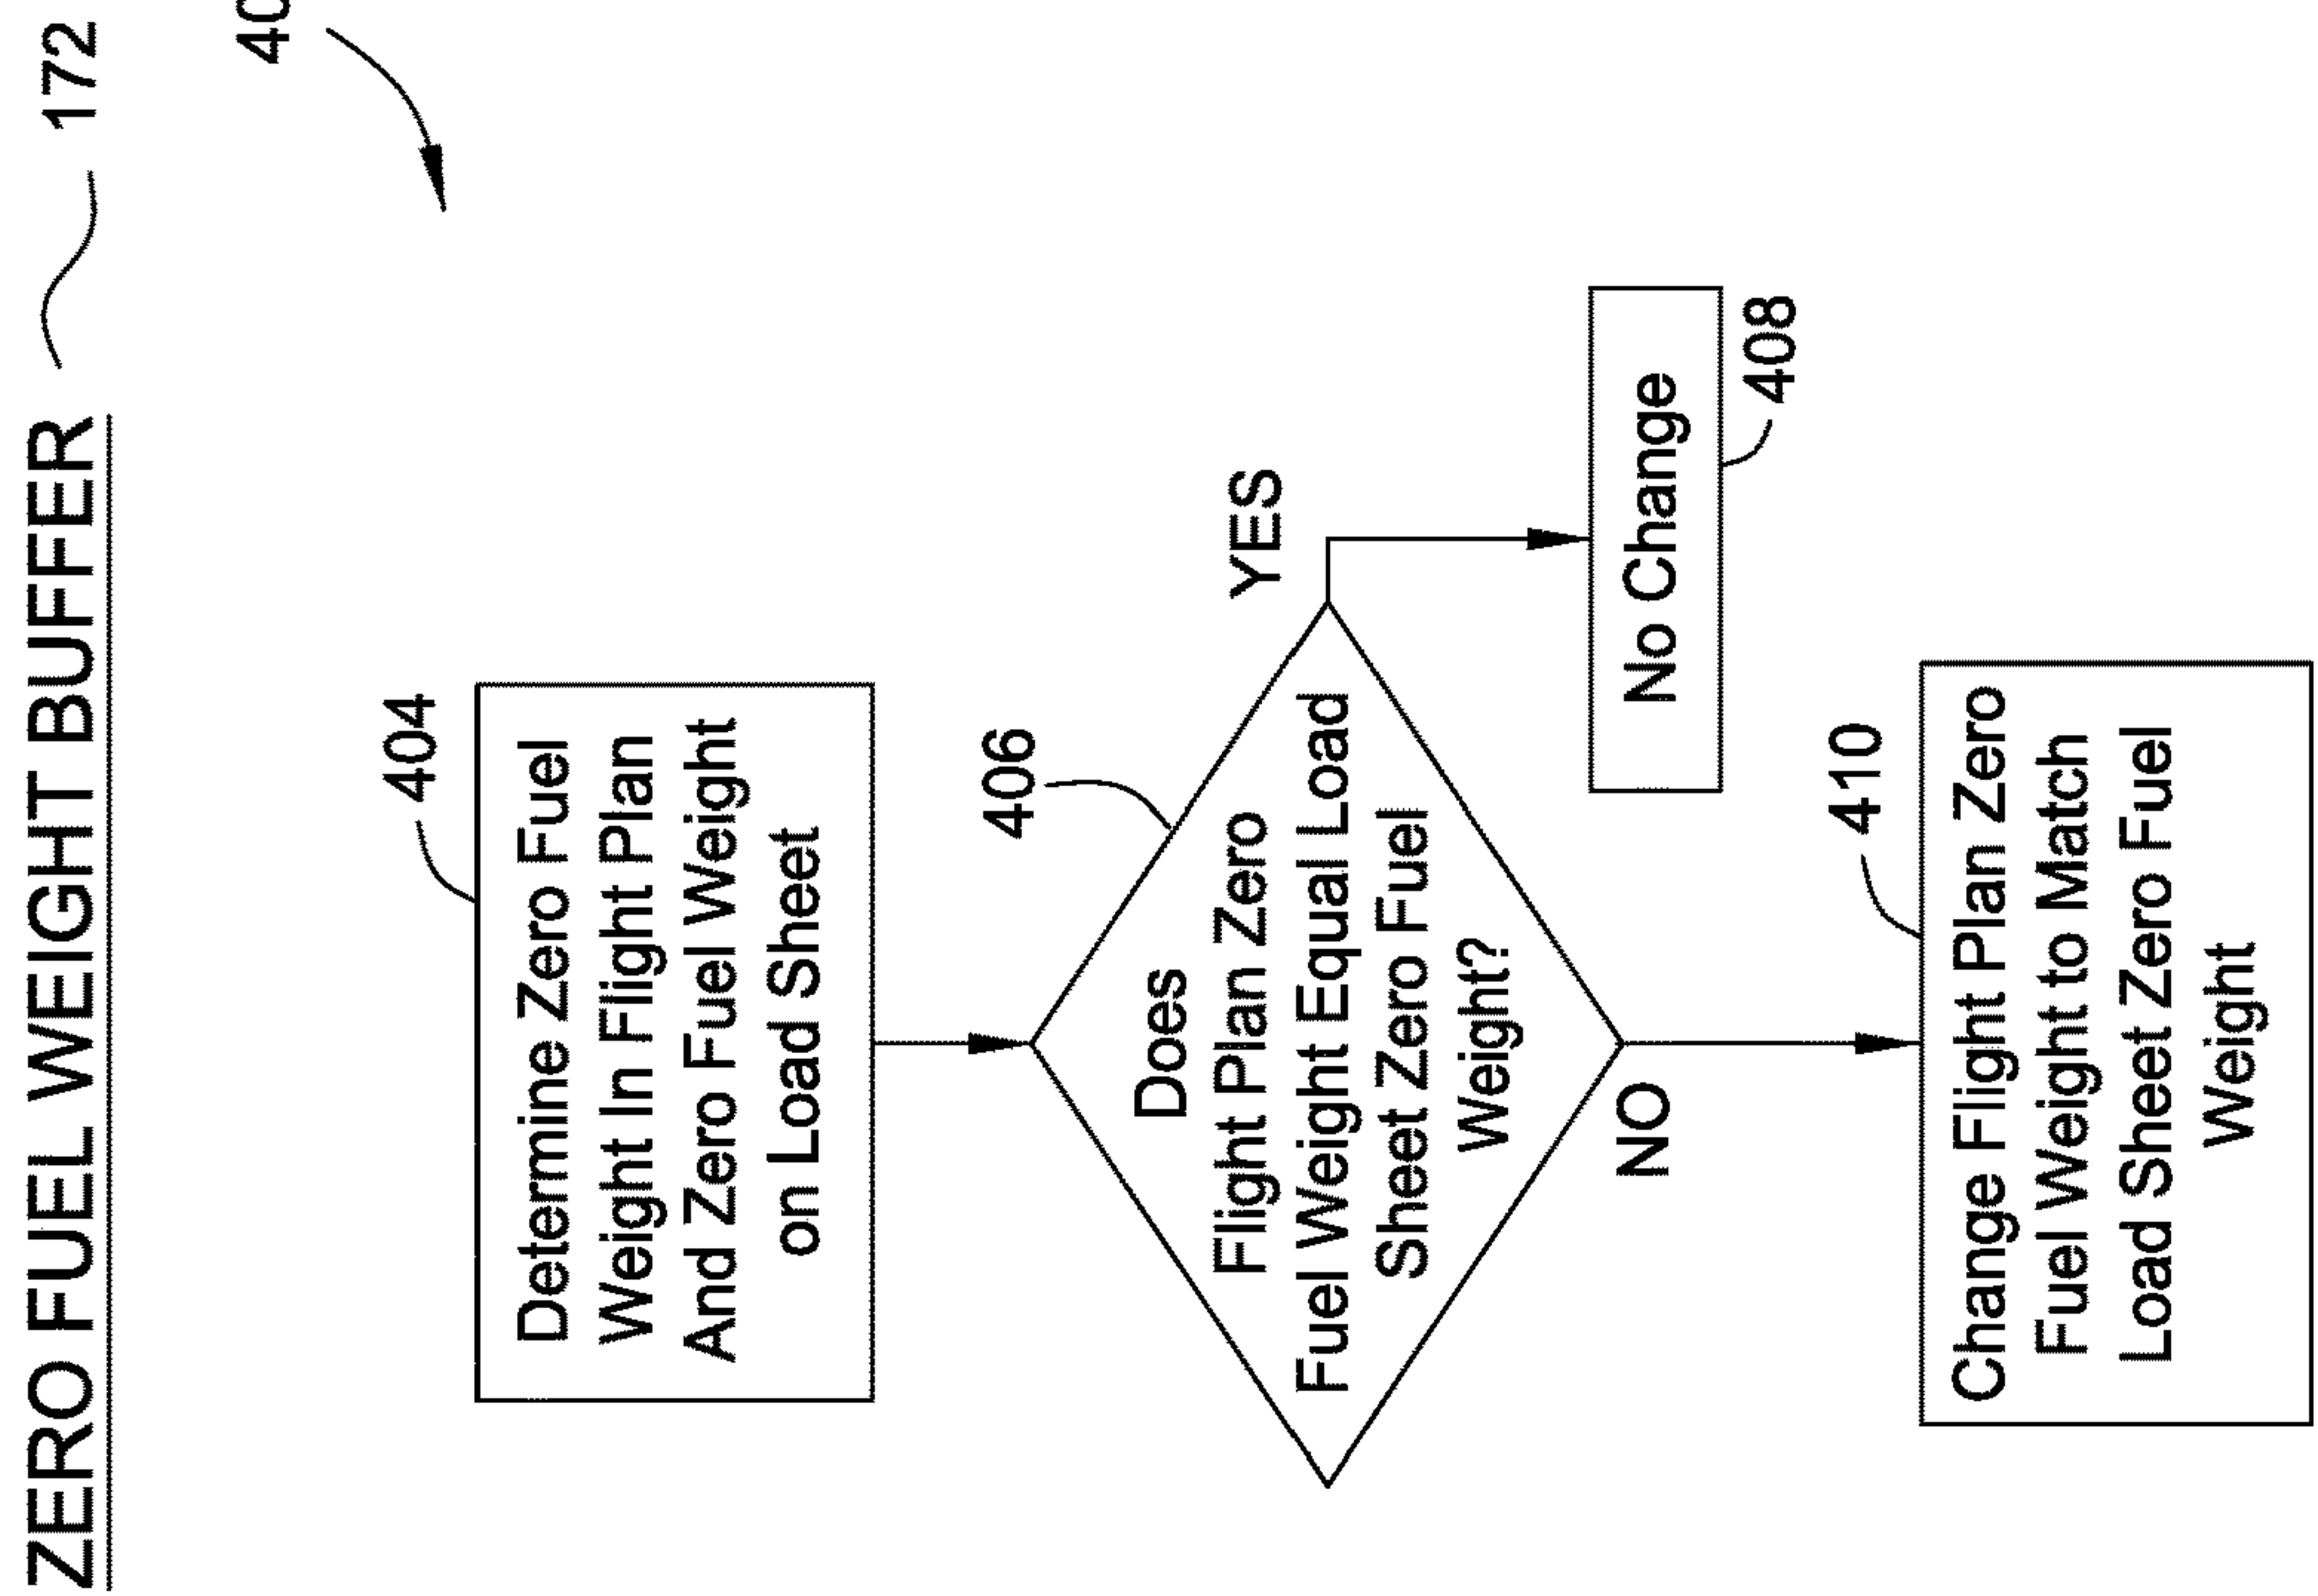 ZERO FUEL WEIGHT BUFFER 172
404
Determine Zero Fuel
Weight In Flight Plan
And Zero Fuel Weight
on Load Sheet
406
Does
Flight Plan Zero
Fuel Weight Equal Load
Sheet Zero Fuel
Weight?
YES
No Change
408
NO
410
Change Flight Plan Zero
Fuel Weight to Match
Load Sheet Zero Fuel
Weight